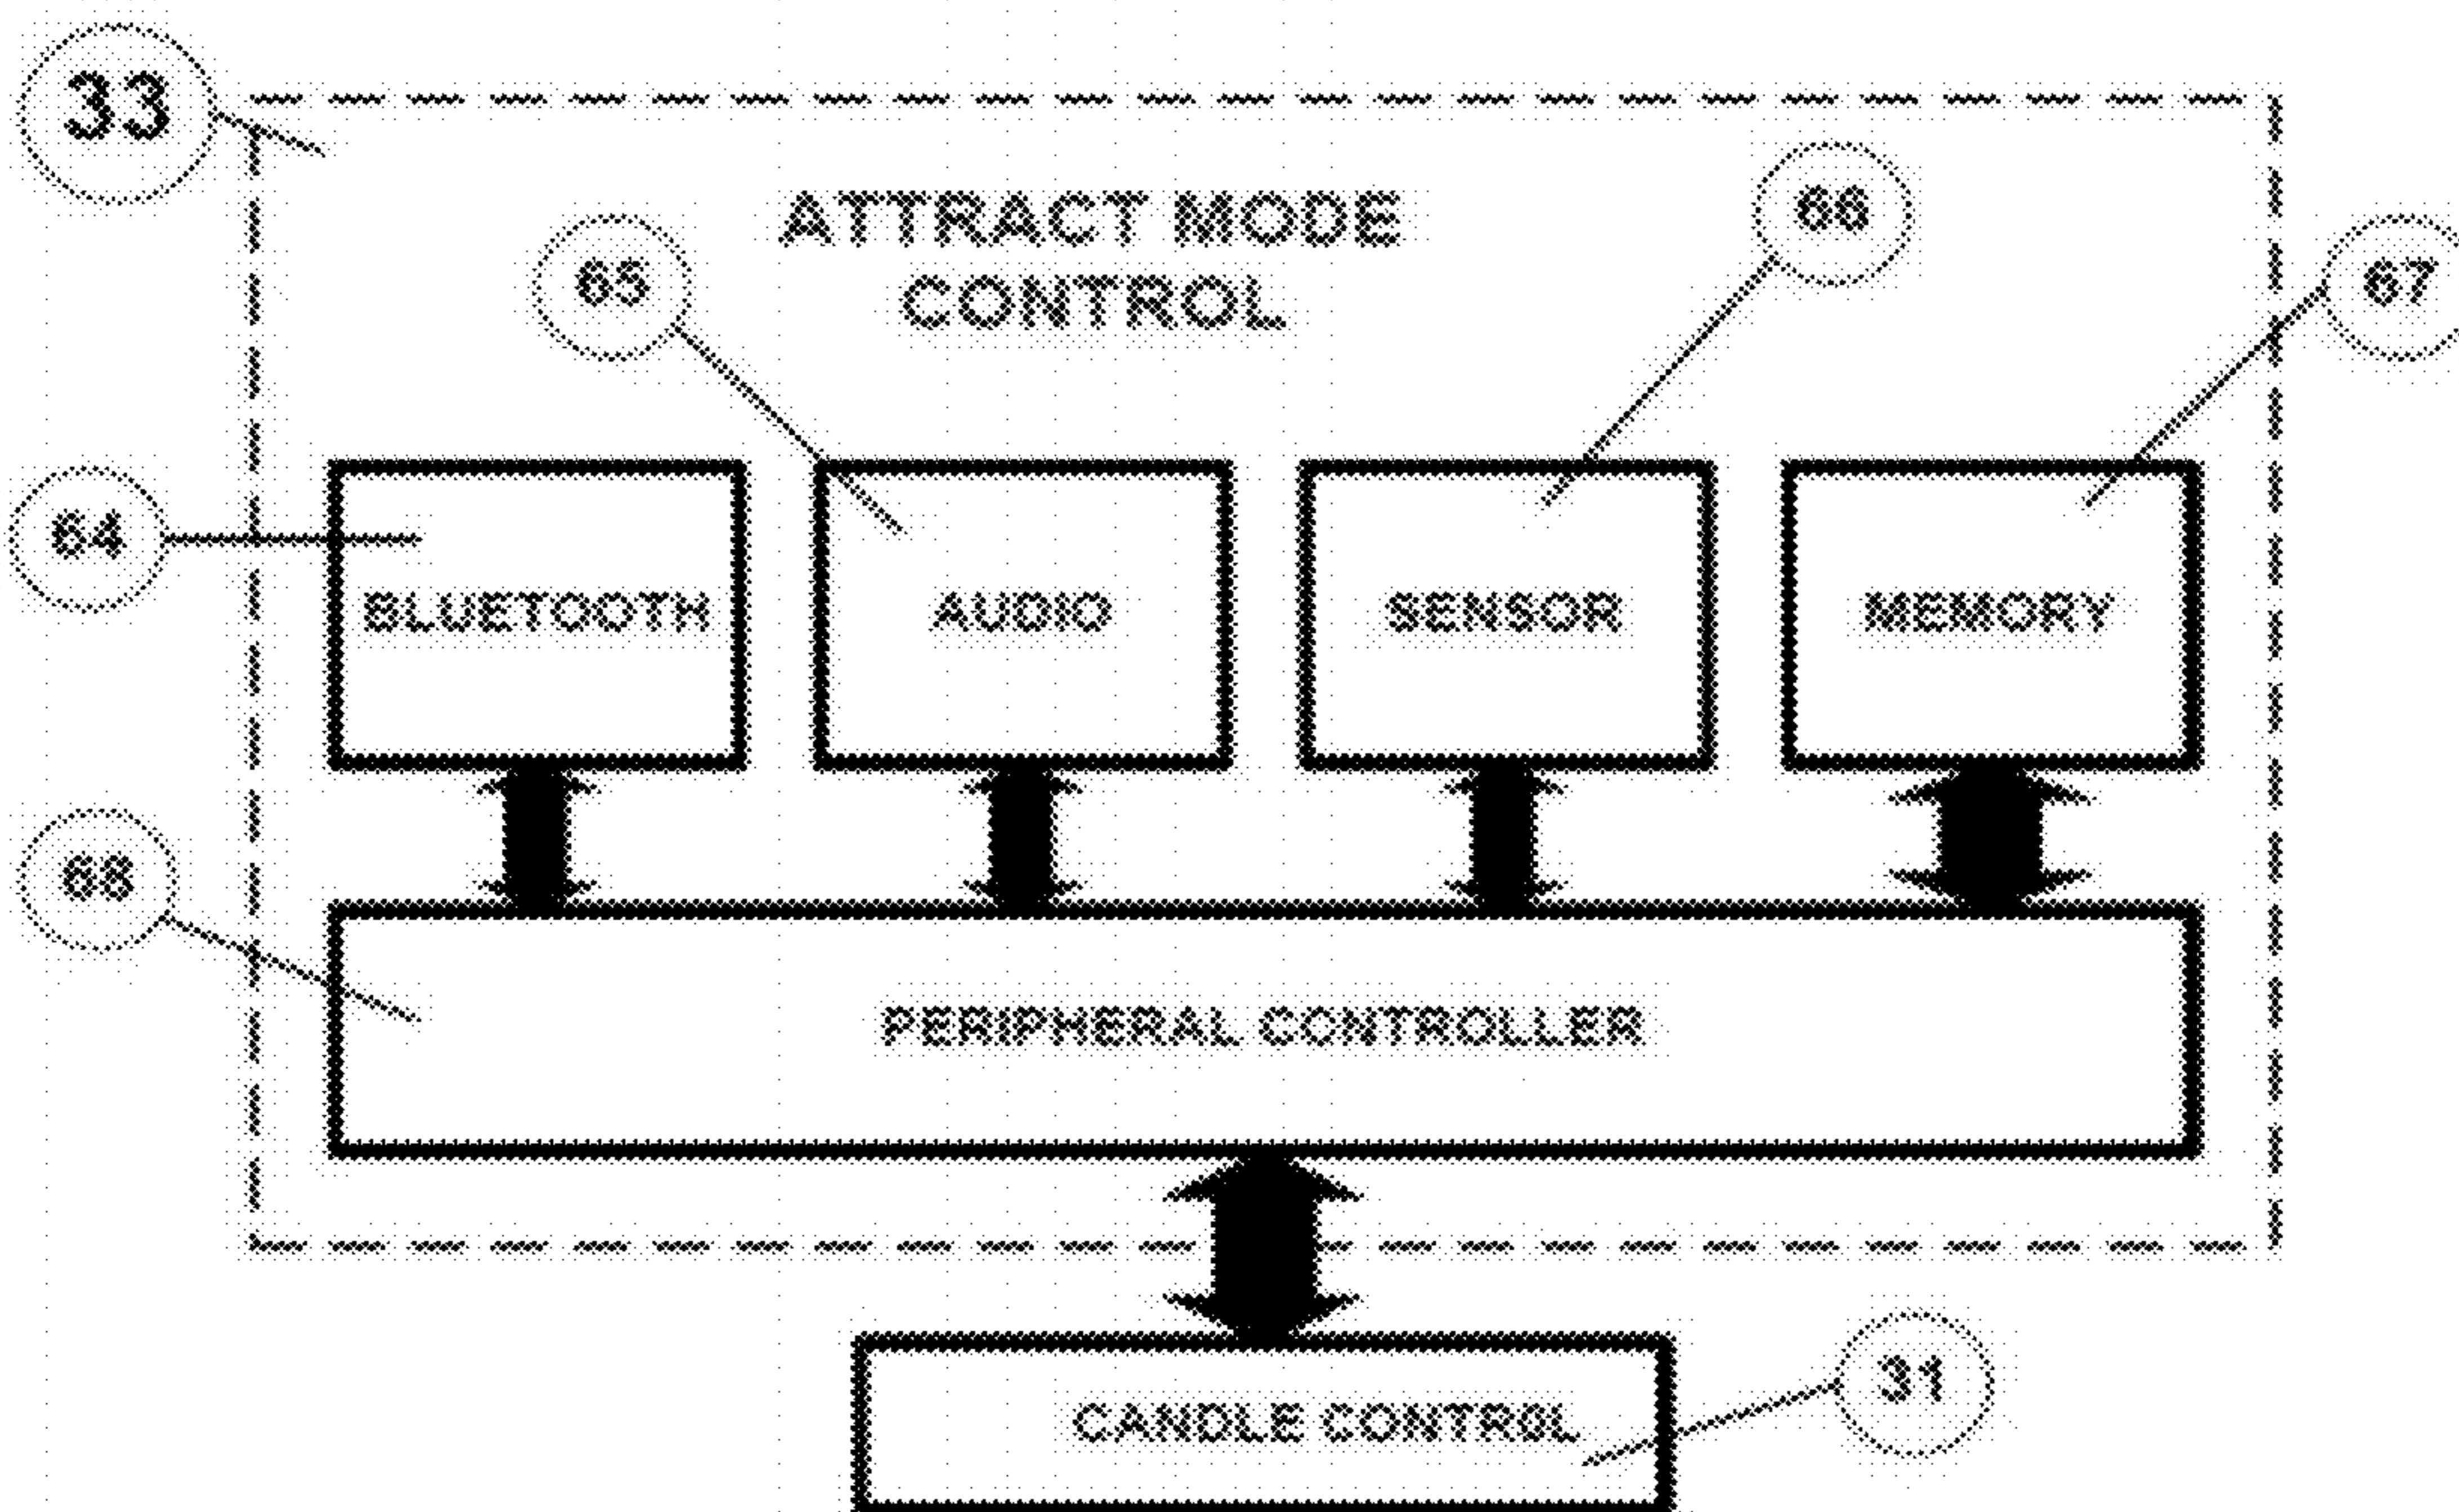 33
ATTRACT MODE
CONTROL
65
66
67
64
BLUETOOTH
AUDIO
SENSOR
MEMORY
68
PERIPHERAL CONTROLLER
31
CANDLE CONTROL